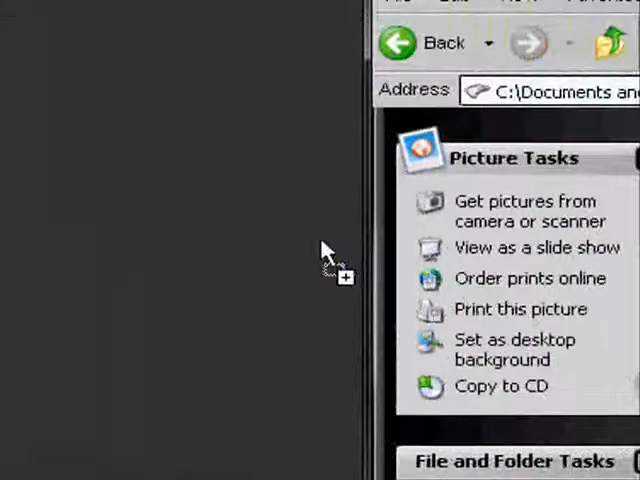 Back
Address C:\Documents an
Picture Tasks
Get pictures from
camera or scanner
View as a slide show
Order prints online
Print this picture
Set as desktop
background
Copy to CD
File and Folder Tasks